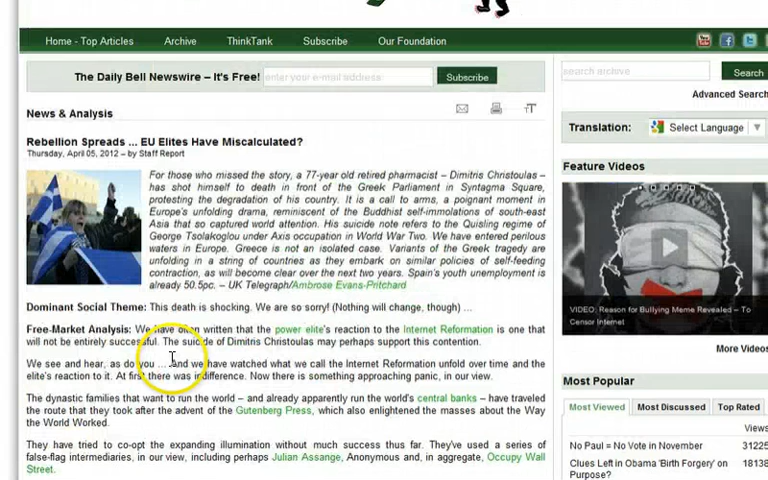 Home - Top Articles Archive ThinkTank Subscribe Our Foundation
The Daily Bell Newswire – It's Free! enter your e-mail address Subscribe
search archive Search
Advanced Search
News & Analysis
Translation: Select Language
Rebellion Spreads ... EU Elites Have Miscalculated?
Thursday, April 05, 2012 – by Staff Report
For those who missed the story, a 77-year old retired pharmacist – Dimitris Christoulas –
has shot himself to death in front of the Greek Parliament in Syntagma Square,
protesting the degradation of his country. It is a call to arms, a poignant moment in
Europe's unfolding drama, reminiscent of the Buddhist self-immolations of south-east
Asia that so captured world attention. His suicide note refers to the Quisling regime of
George Tsolakoglou under Axis occupation in World War Two. We have entered perilous
waters in Europe. Greece is not an isolated case. Variants of the Greek tragedy are
unfolding in a string of countries as they embark on similar policies of self-feeding
contraction, as will become clear over the next two years. Spain's youth unemployment is
already 50.5pc. – UK Telegraph/Ambrose Evans-Pritchard
Dominant Social Theme: This death is shocking. We are so sorry! (Nothing will change, though) ...
Free-Market Analysis: We have often written that the power elite's reaction to the Internet Reformation is one that
will not be entirely successful. The suicide of Dimitris Christoulas may perhaps support this contention.
We see and hear, as do you ... and we have watched what we call the Internet Reformation unfold over time and the
elite's reaction to it. At first there was indifference. Now there is something approaching panic, in our view.
The dynastic families that want to run the world – and already apparently run the world's central banks – have traveled
the route that they took after the advent of the Gutenberg Press, which also enlightened the masses about the Way
the World Worked.
They have tried to co-opt the expanding illumination without much success thus far. They've used a series of
false-flag intermediaries, in our view, including perhaps Julian Assange, Anonymous and, in aggregate, Occupy Wall
Street.
Feature Videos
VIDEO: Reason for Bullying Meme Revealed – To
Censor Internet
More Videos
Most Popular
Most Viewed Most Discussed Top Rated
Views
No Paul = No Vote in November 31225
Clues Left in Obama 'Birth Forgery' on 18138
Purpose?